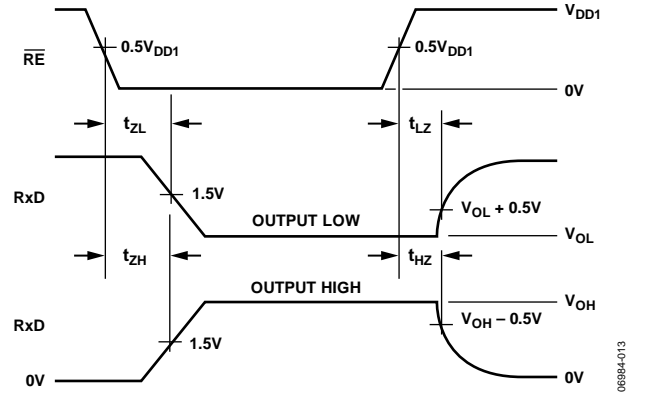 V_DD1
0.5V_DD1
0.5V_DD1
R̅E̅
0V
t_ZL
t_LZ
RxD
1.5V
V_OL + 0.5V
OUTPUT LOW
V_OL
t_ZH
t_HZ
OUTPUT HIGH
V_OH
RxD
V_OH – 0.5V
1.5V
0V
0V
06984-013